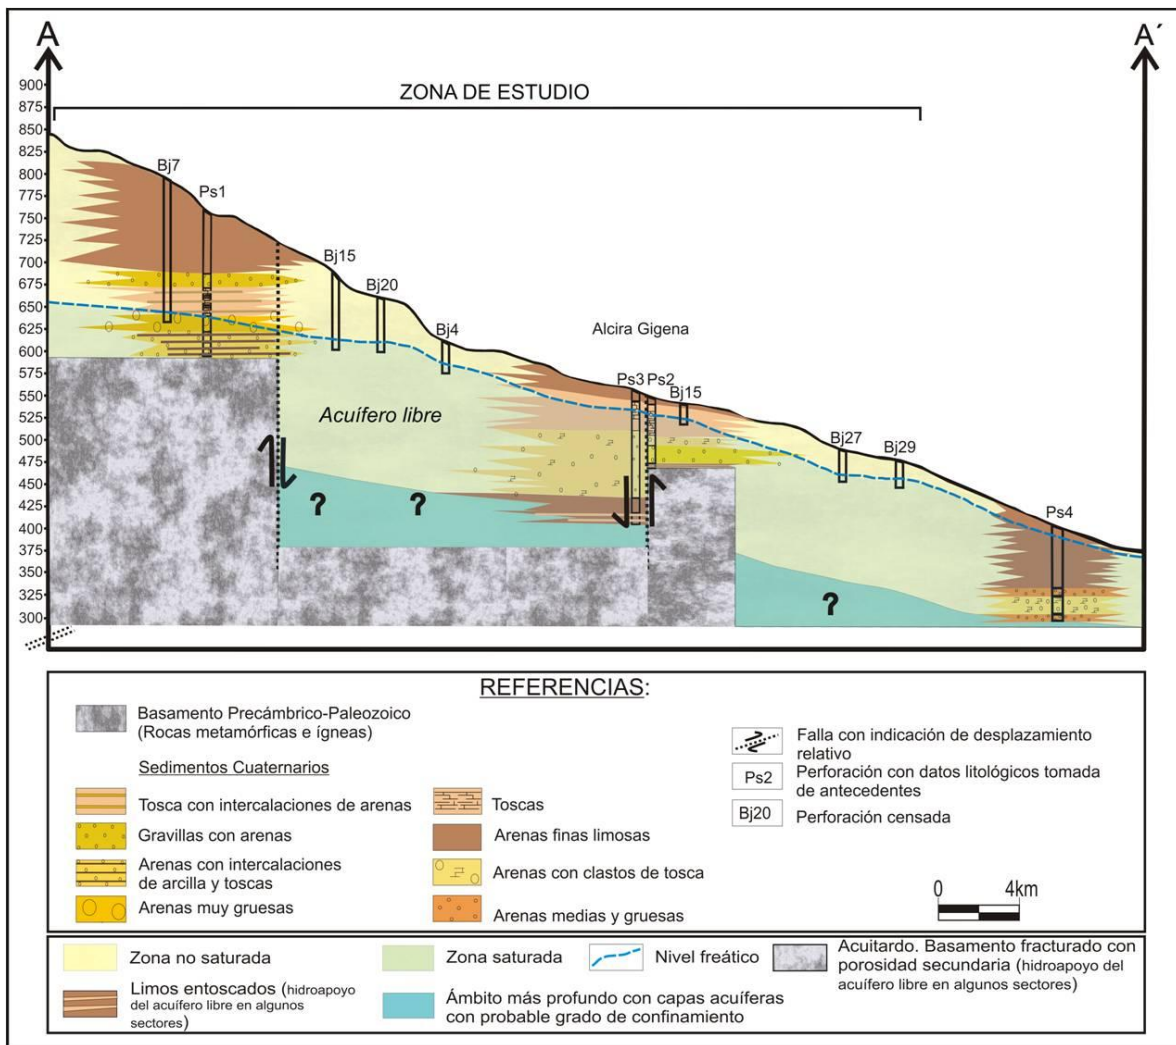 A
A´
ZONA DE ESTUDIO
900
875
850
825
800
775
750
725
700
675
650
625
600
575
550
525
500
475
450
425
400
375
350
325
300
Bj7
Ps1
Bj15
Bj20
Bj4
Alcira Gigena
Ps3
Ps2
Bj15
Bj27
Bj29
Ps4
Acuífero libre
?
?
?
REFERENCIAS:
Basamento Precámbrico-Paleozoico
(Rocas metamórficas e ígneas)
Sedimentos Cuaternarios
Tosca con intercalaciones de arenas
Gravillas con arenas
Arenas con intercalaciones
de arcilla y toscas
Arenas muy gruesas
Toscas
Arenas finas limosas
Arenas con clastos de tosca
Arenas medias y gruesas
Falla con indicación de desplazamiento
relativo
Ps2
Perforación con datos litológicos tomada
de antecedentes
Bj20
Perforación censada
0 4km
Zona no saturada
Zona saturada
Nivel freático
Acuitardo. Basamento fracturado con
porosidad secundaria (hidroapoyo del
acuífero libre en algunos sectores)
Limos entoscados (hidroapoyo
del acuífero libre en algunos
sectores)
Ámbito más profundo con capas acuíferas
con probable grado de confinamiento